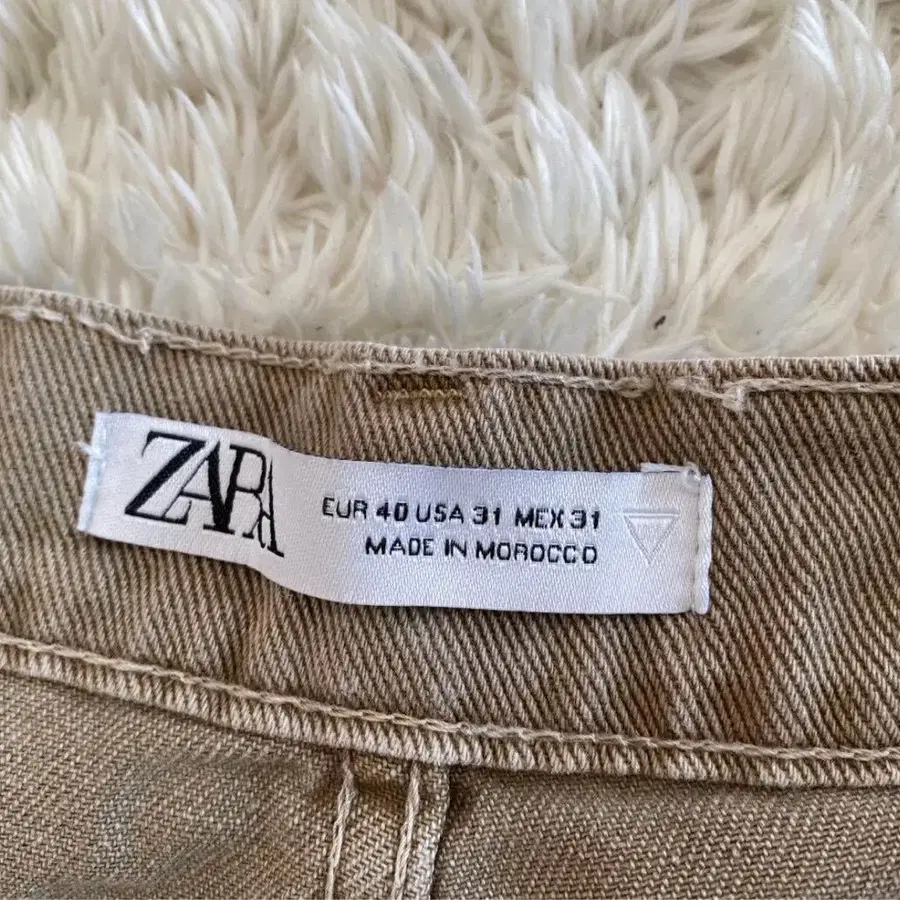 ZARA
EUR 40 USA 31 MEX 31
MADE IN MOROCCO